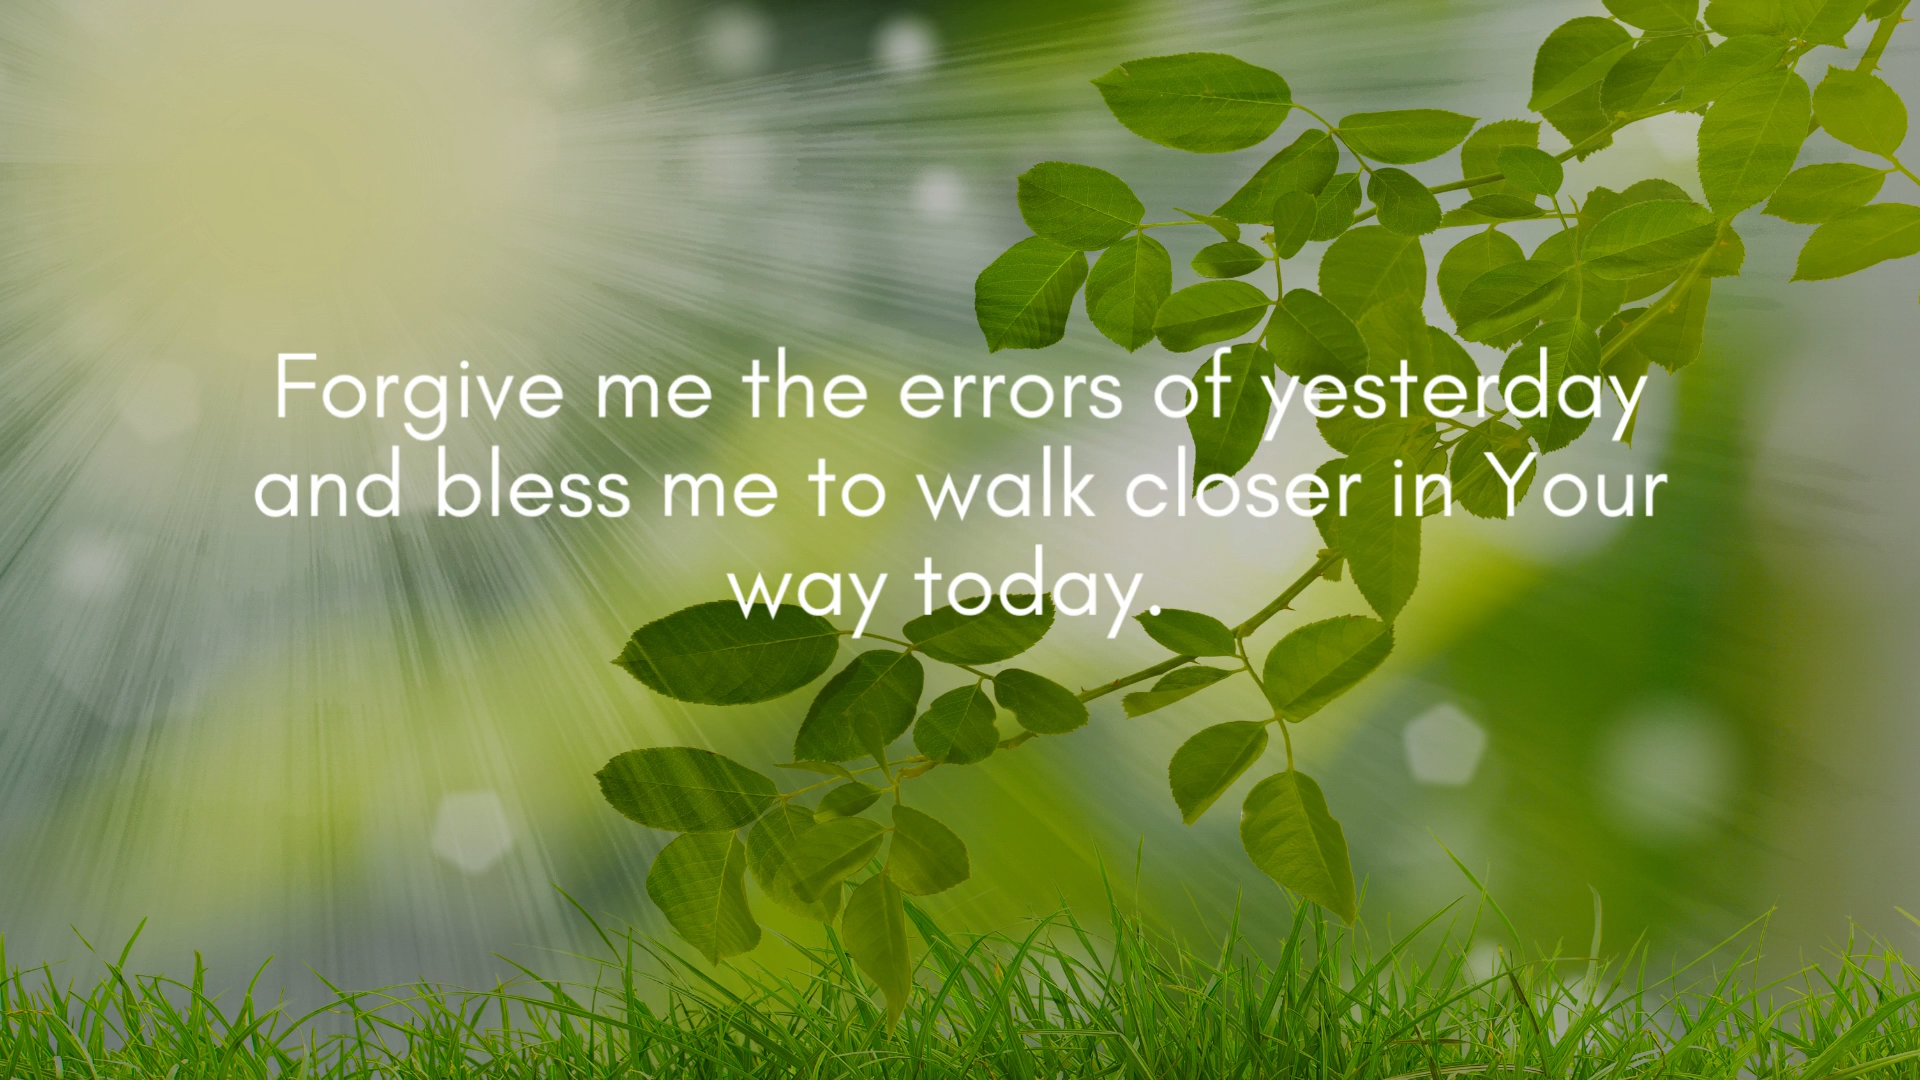 Forgive me the errors of yesterday
and bless me to walk closer in Your
way today.